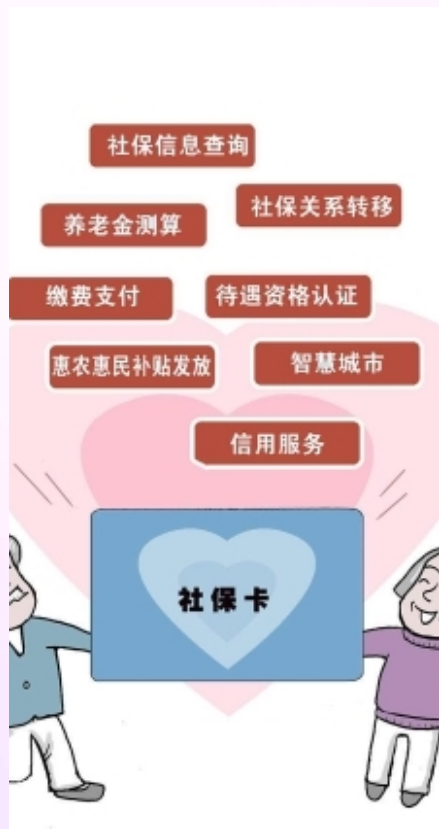 社保信息查询
社保关系转移
养老金测算
缴费支付
待遇资格认证
惠农惠民补贴发放
智慧城市
信用服务
社保卡